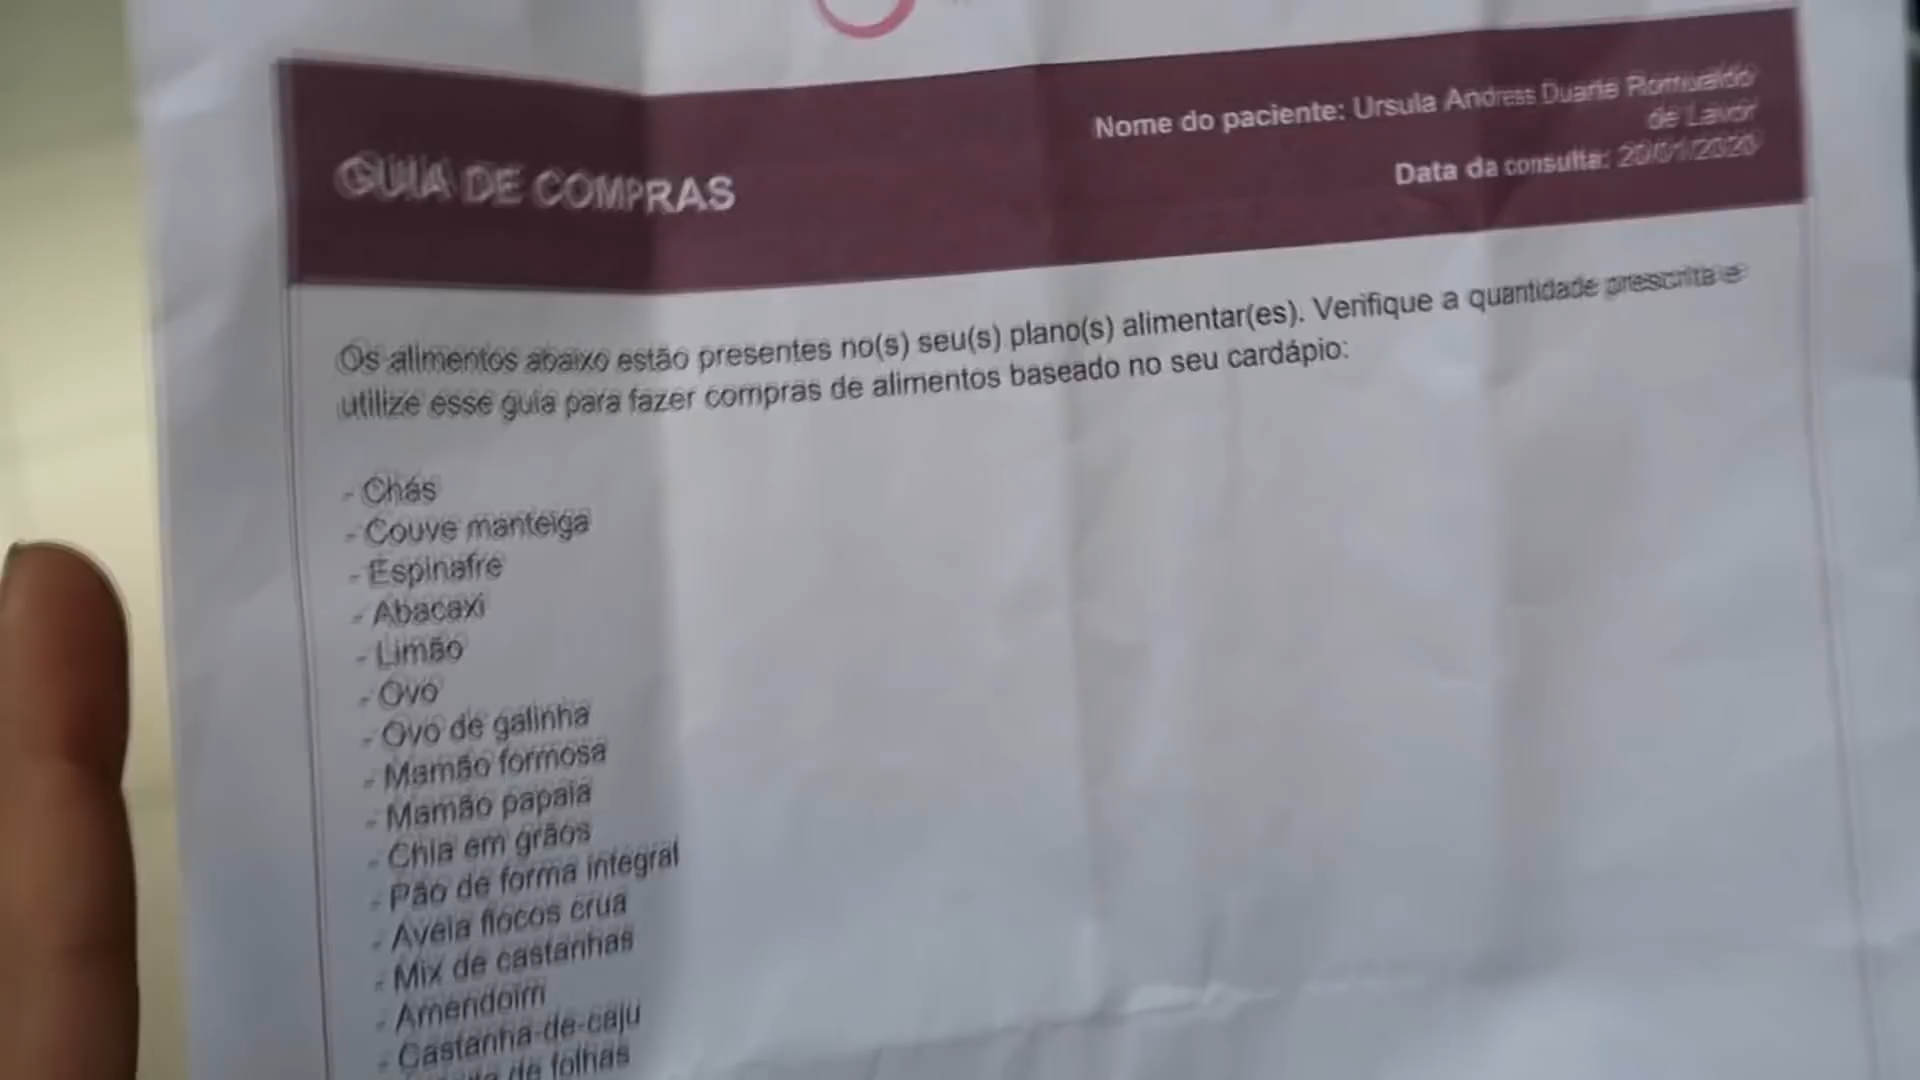 GUIA DE COMPRAS
Nome do paciente: Ursula Andress Duarte Romualdo
de Lavor
Data da consulta: 20/01/2020
Os alimentos abaixo estão presentes no(s) seu(s) plano(s) alimentar(es). Verifique a quantidade prescrita e
utilize esse guia para fazer compras de alimentos baseado no seu cardápio:
- Chás
- Couve manteiga
- Espinafre
- Abacaxi
- Limão
- Ovo
- Ovo de galinha
- Mamão formosa
- Mamão papaia
- Chia em grãos
- Pão de forma integral
- Aveia flocos crua
- Mix de castanhas
- Amendoim
- Castanha-de-caju
de folhas